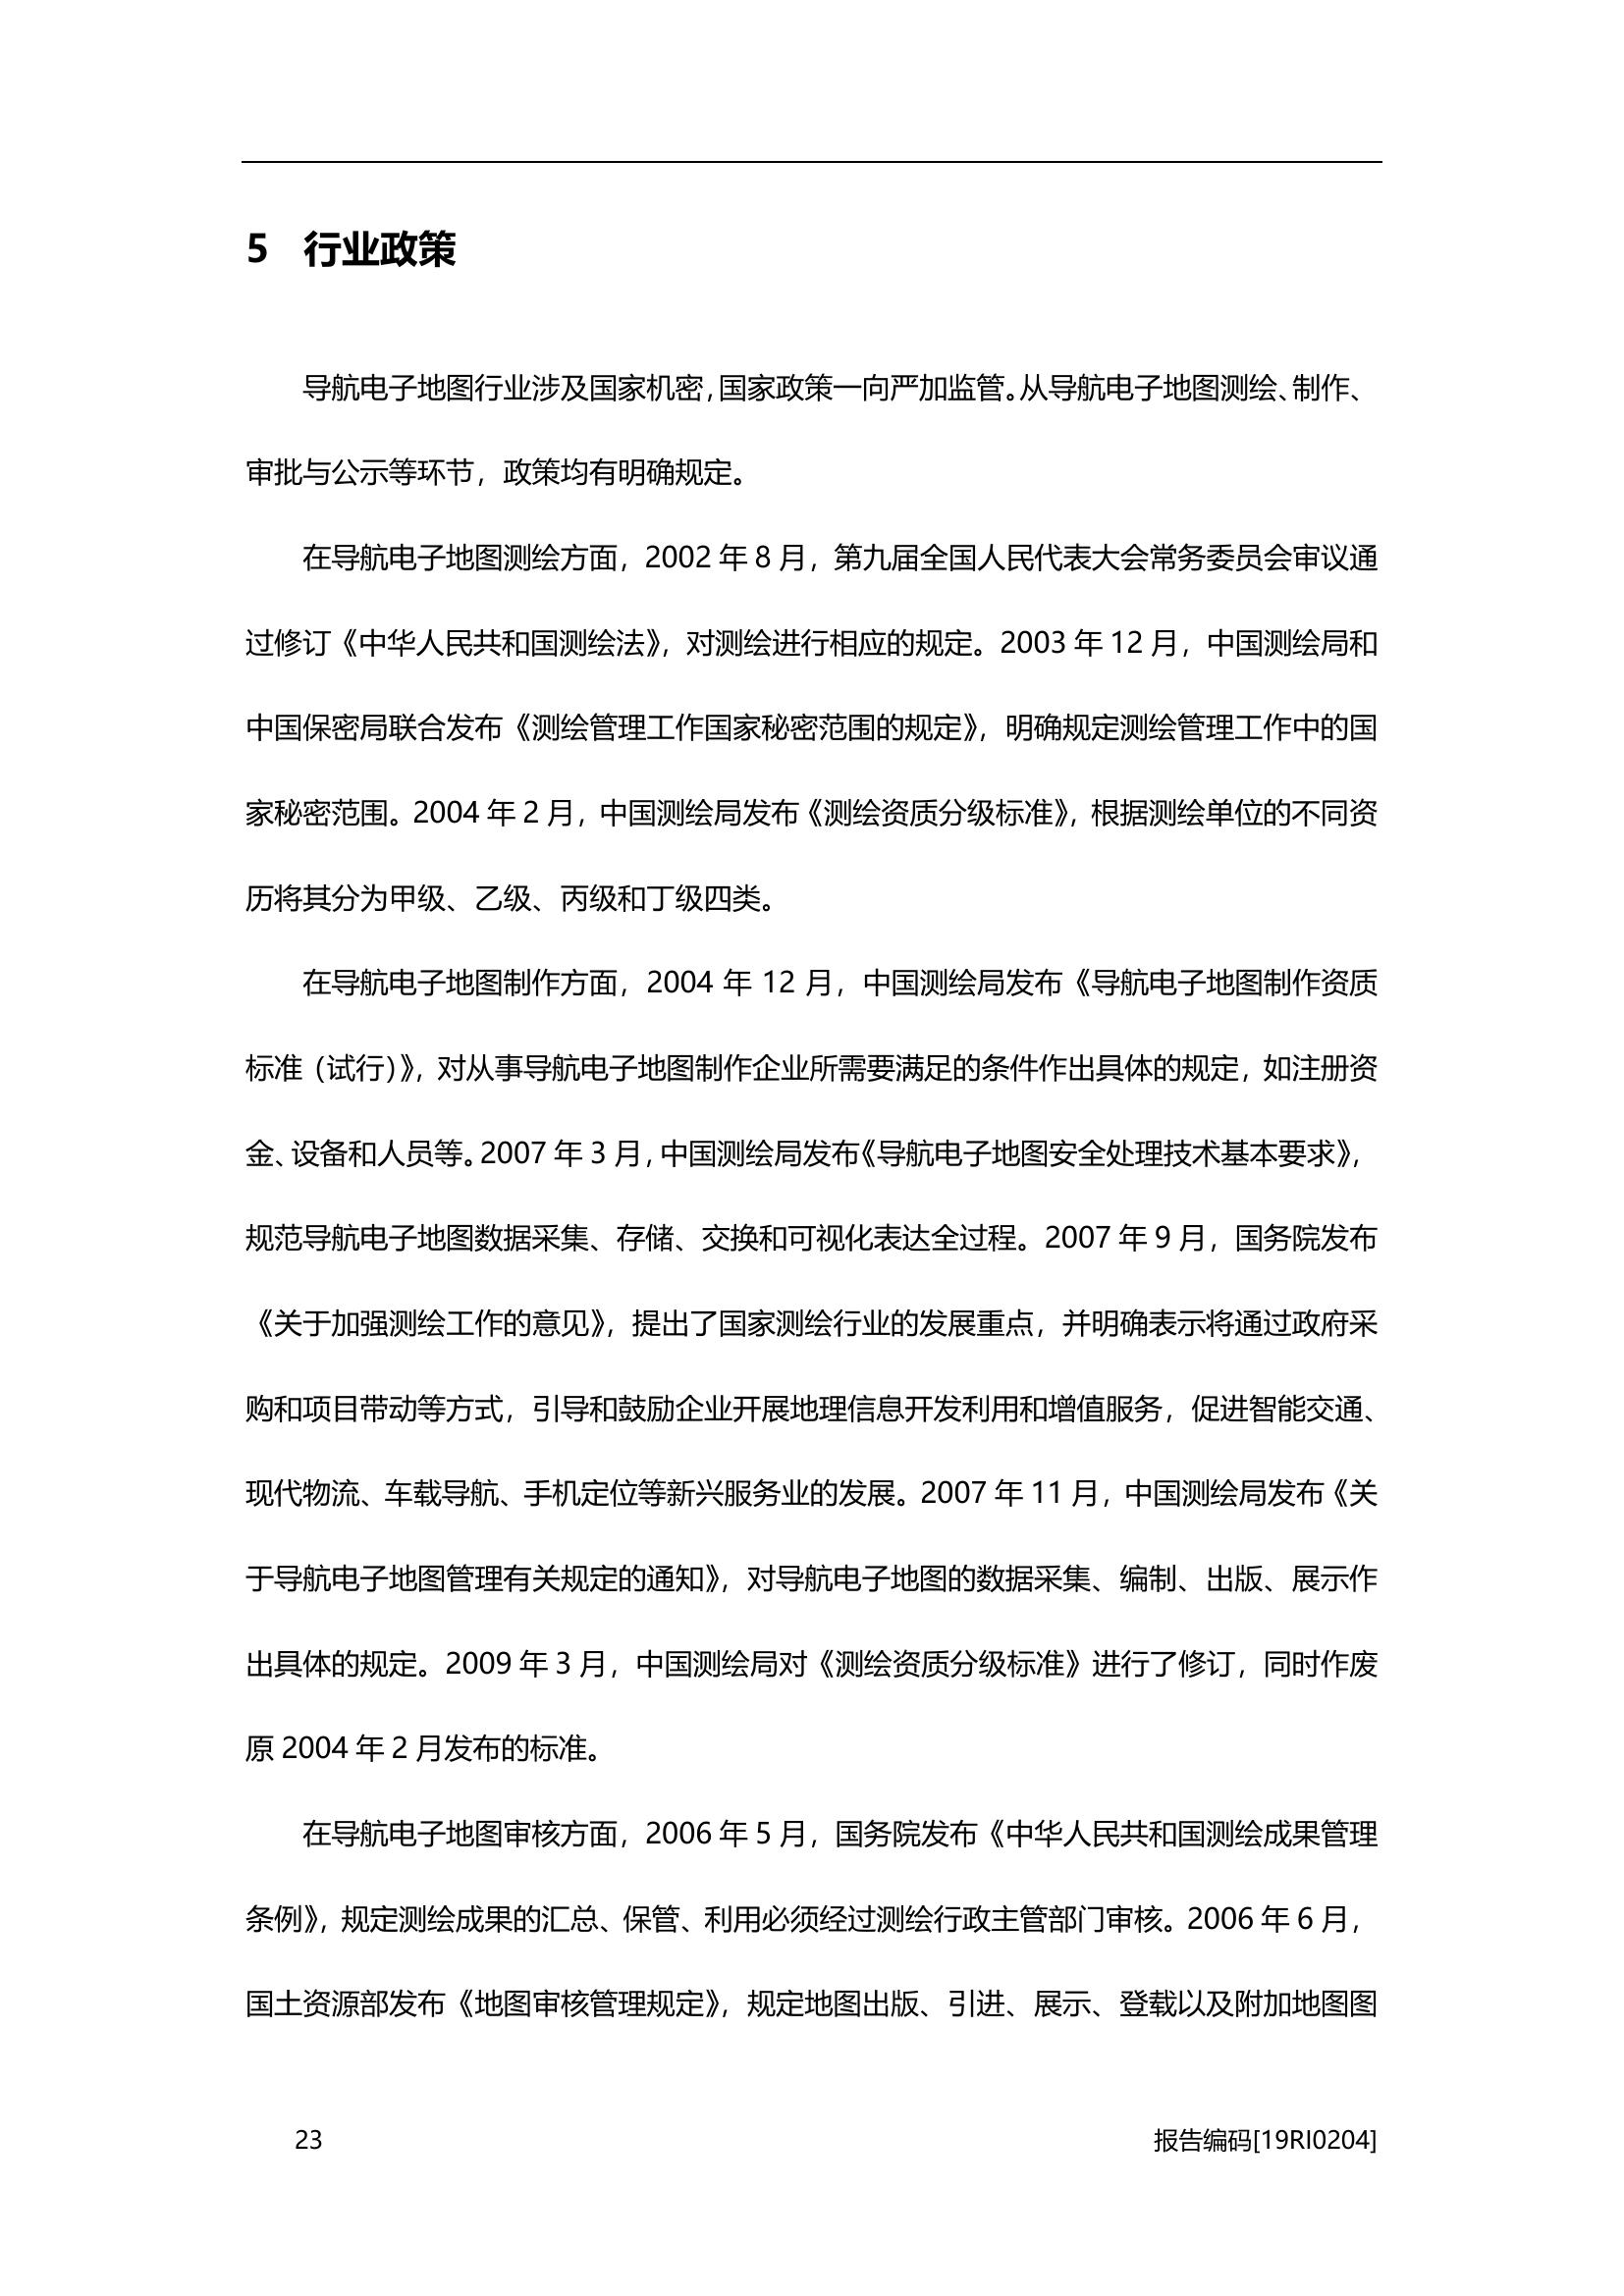 5 行业政策
导航电子地图行业涉及国家机密，国家政策一向严加监管。从导航电子地图测绘、制作、
审批与公示等环节，政策均有明确规定。
在导航电子地图测绘方面，2002 年 8 月，第九届全国人民代表大会常务委员会审议通
过修订《中华人民共和国测绘法》，对测绘进行相应的规定。2003 年 12 月，中国测绘局和
中国保密局联合发布《测绘管理工作国家秘密范围的规定》，明确规定测绘管理工作中的国
家秘密范围。2004 年 2 月，中国测绘局发布《测绘资质分级标准》，根据测绘单位的不同资
历将其分为甲级、乙级、丙级和丁级四类。
在导航电子地图制作方面，2004 年 12 月，中国测绘局发布《导航电子地图制作资质
标准（试行）》，对从事导航电子地图制作企业所需要满足的条件作出具体的规定，如注册资
金、设备和人员等。2007 年 3 月，中国测绘局发布《导航电子地图安全处理技术基本要求》，
规范导航电子地图数据采集、存储、交换和可视化表达全过程。2007 年 9 月，国务院发布
《关于加强测绘工作的意见》，提出了国家测绘行业的发展重点，并明确表示将通过政府采
购和项目带动等方式，引导和鼓励企业开展地理信息开发利用和增值服务，促进智能交通、
现代物流、车载导航、手机定位等新兴服务业的发展。2007 年 11 月，中国测绘局发布《关
于导航电子地图管理有关规定的通知》，对导航电子地图的数据采集、编制、出版、展示作
出具体的规定。2009 年 3 月，中国测绘局对《测绘资质分级标准》进行了修订，同时作废
原 2004 年 2 月发布的标准。
在导航电子地图审核方面，2006 年 5 月，国务院发布《中华人民共和国测绘成果管理
条例》，规定测绘成果的汇总、保管、利用必须经过测绘行政主管部门审核。2006 年 6 月，
国土资源部发布《地图审核管理规定》，规定地图出版、引进、展示、登载以及附加地图图
23 报告编码[19RI0204]